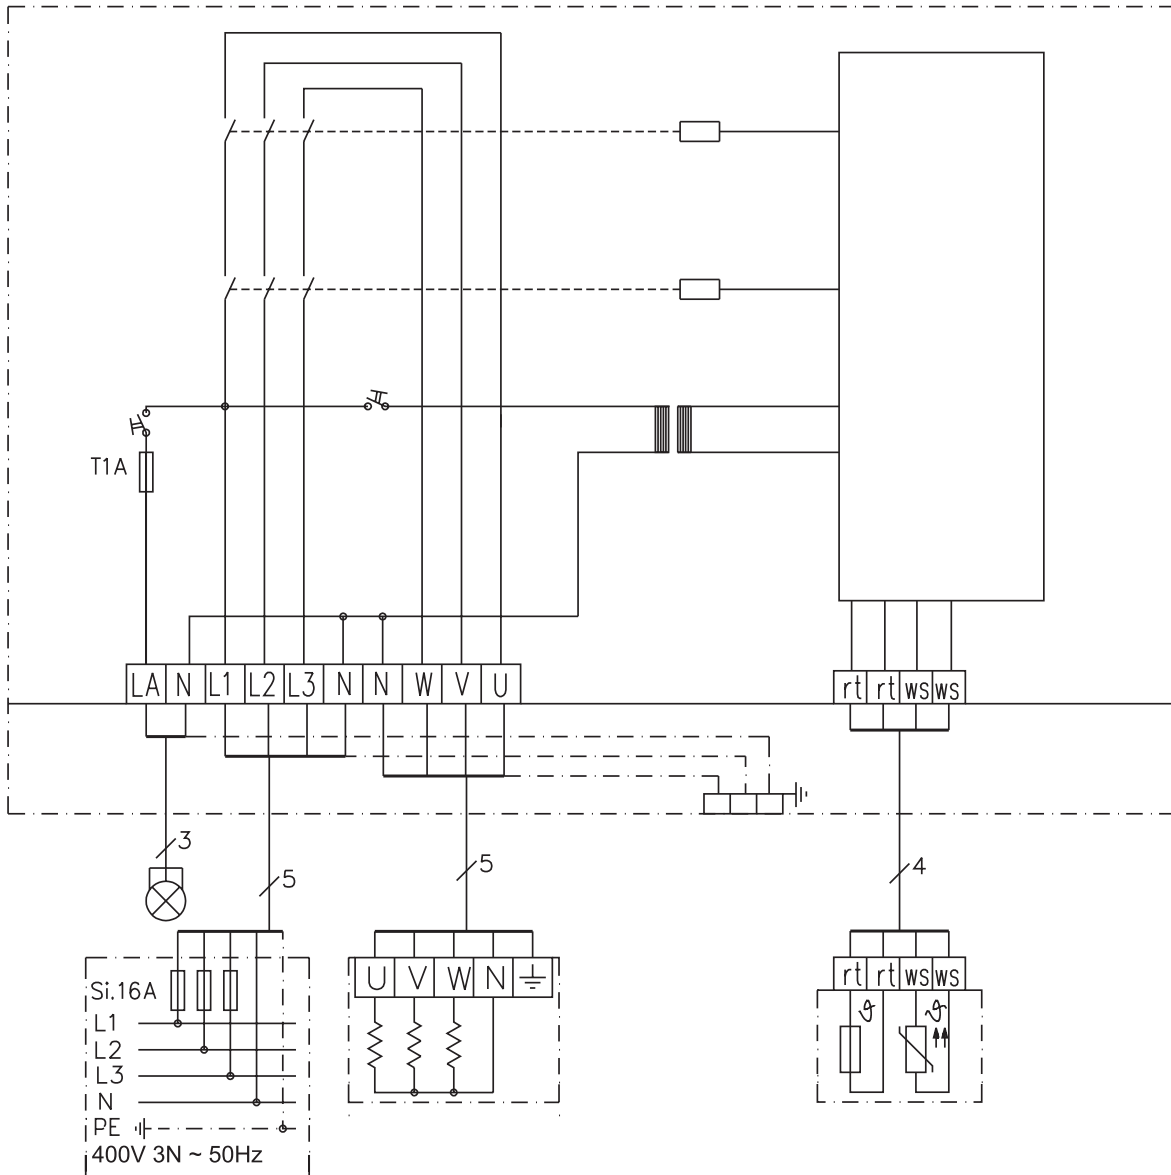 T1A
LA N L1 L2 L3 N N W V U
rt rt ws ws
3
5
5
4
U V W N
rt rt ws ws
Si.16A
L1
L2
L3
N
PE
400V 3N ~ 50Hz
ϑ ϑ